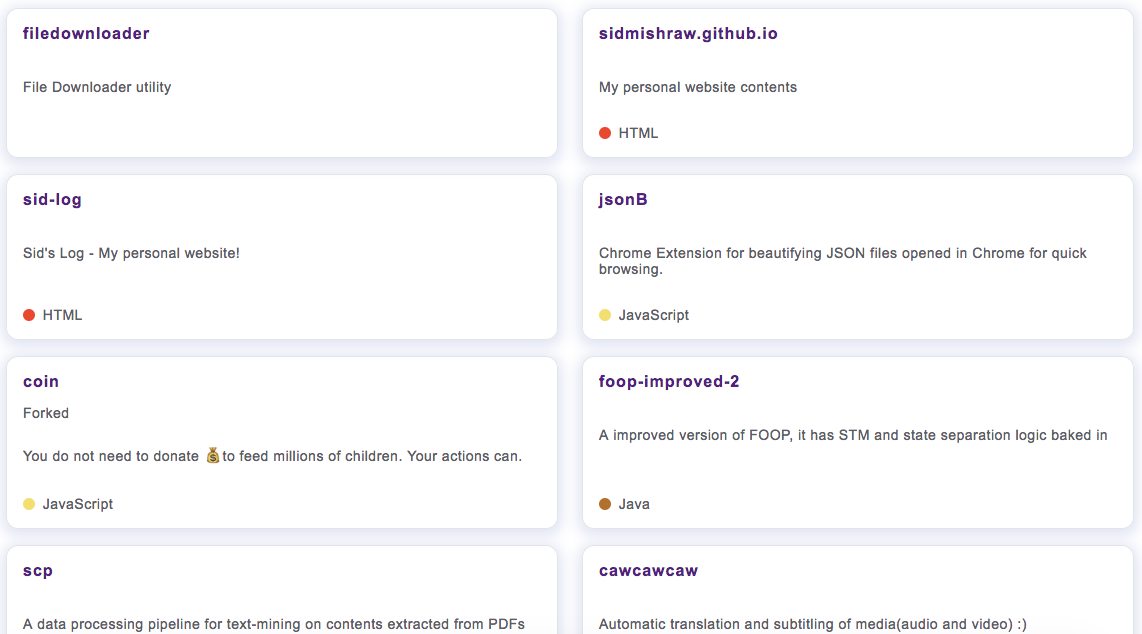 filedownloader
File Downloader utility
sidmishraw.github.io
My personal website contents
HTML
sid-log
Sid's Log - My personal website!
HTML
jsonB
Chrome Extension for beautifying JSON files opened in Chrome for quick
browsing.
JavaScript
coin
Forked
You do not need to donate 💰to feed millions of children. Your actions can.
JavaScript
foop-improved-2
A improved version of FOOP, it has STM and state separation logic baked in
Java
scp
A data processing pipeline for text-mining on contents extracted from PDFs
cawcawcaw
Automatic translation and subtitling of media(audio and video) :)